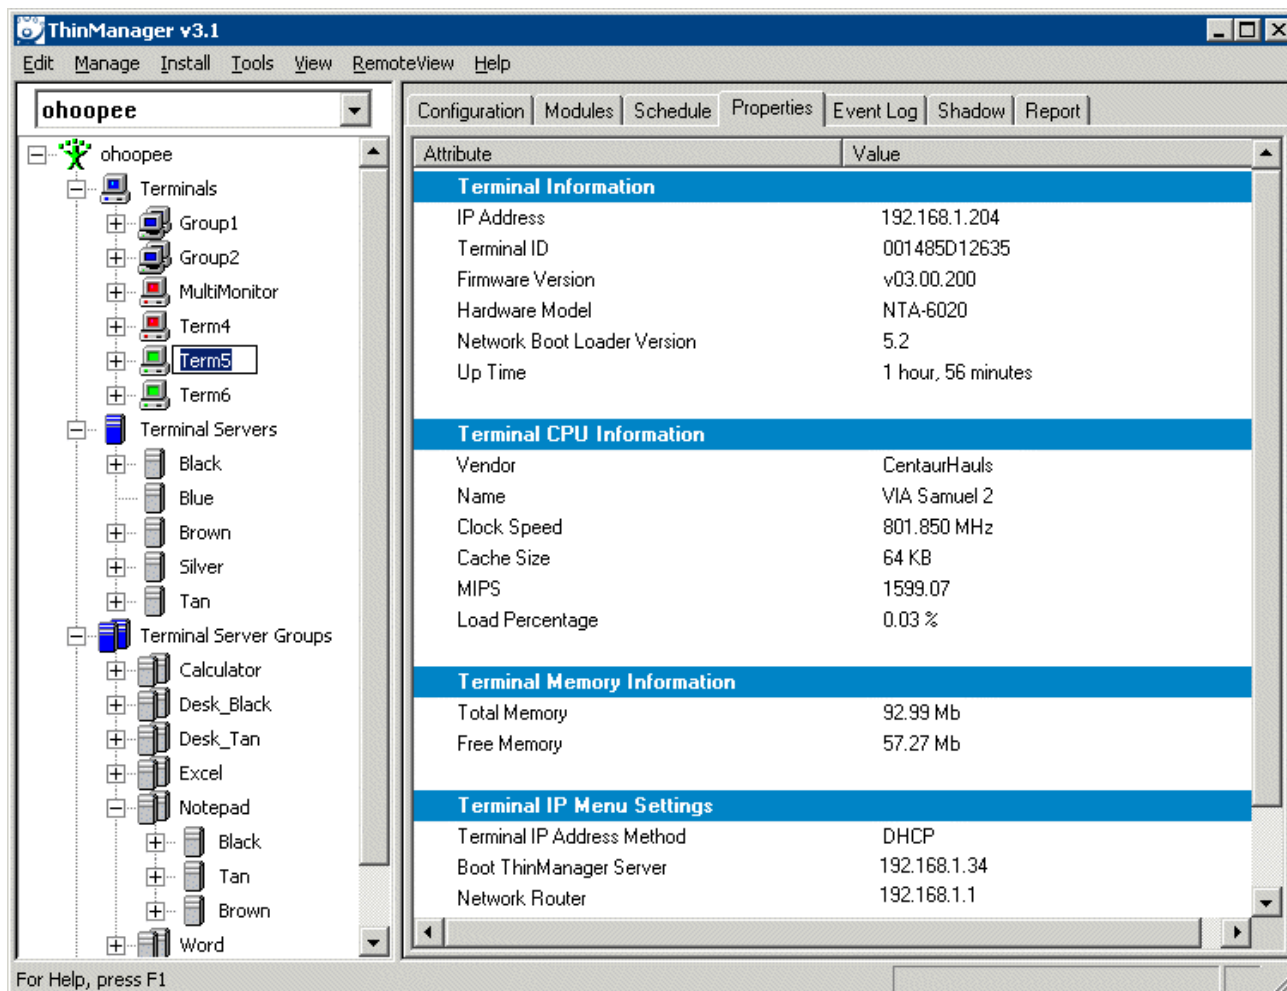 ThinManager v3.1
Edit Manage Install Tools View RemoteView Help
ohoopee
ohoopee
Terminals
Group1
Group2
MultiMonitor
Term4
Term5
Term6
Terminal Servers
Black
Blue
Brown
Silver
Tan
Terminal Server Groups
Calculator
Desk_Black
Desk_Tan
Excel
Notepad
Black
Tan
Brown
Word
Configuration Modules Schedule Properties Event Log Shadow Report
Attribute Value
Terminal Information
IP Address 192.168.1.204
Terminal ID 001485D12635
Firmware Version v03.00.200
Hardware Model NTA-6020
Network Boot Loader Version 5.2
Up Time 1 hour, 56 minutes
Terminal CPU Information
Vendor CentaurHauls
Name VIA Samuel 2
Clock Speed 801.850 MHz
Cache Size 64 KB
MIPS 1599.07
Load Percentage 0.03 %
Terminal Memory Information
Total Memory 92.99 Mb
Free Memory 57.27 Mb
Terminal IP Menu Settings
Terminal IP Address Method DHCP
Boot ThinManager Server 192.168.1.34
Network Router 192.168.1.1
For Help, press F1